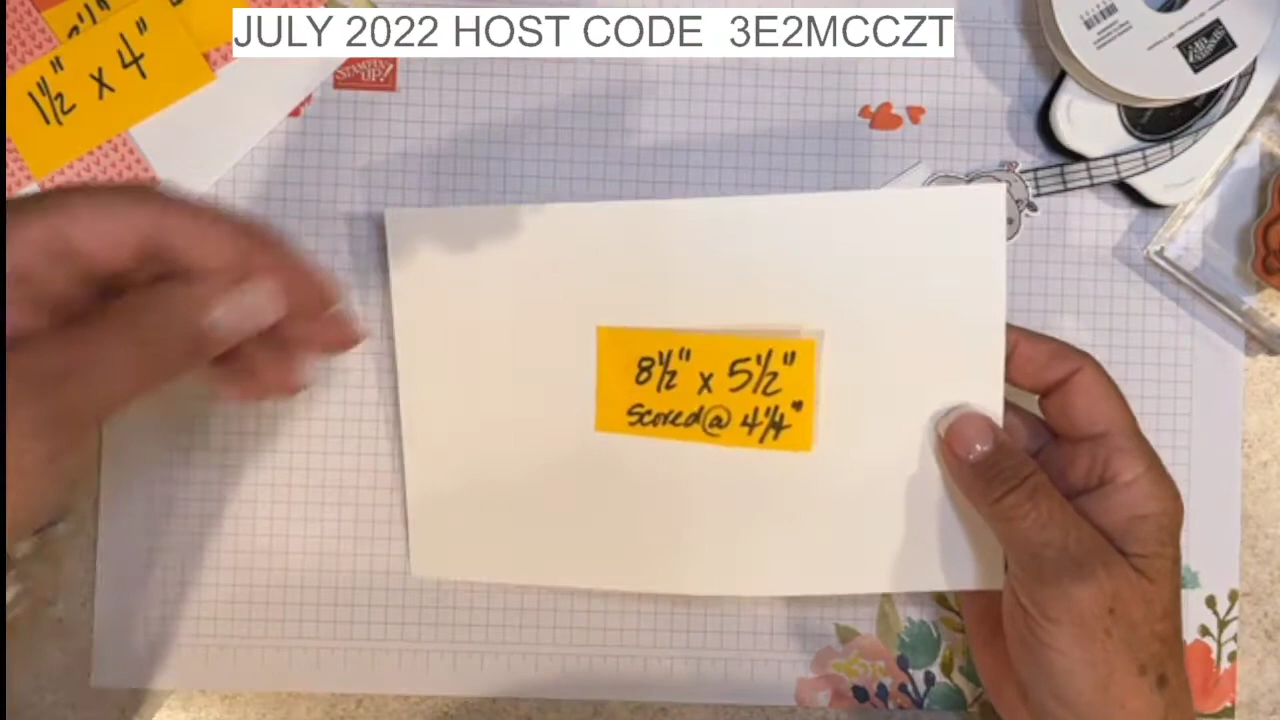 JULY 2022 HOST CODE 3E2MCCZT
1½" x 4"
STAMPIN' UP!
8½" x 5½"
Scored@ 4¼"